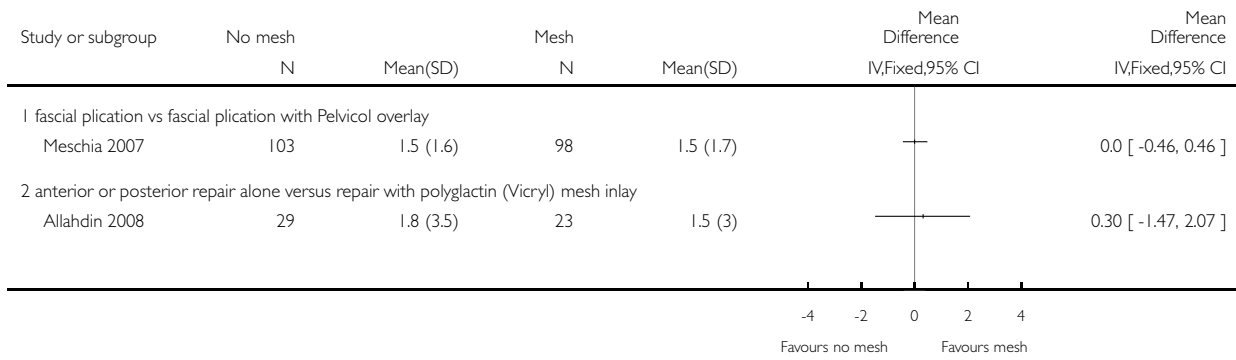 Study or subgroup No mesh Mesh Mean Difference Mean Difference
N Mean(SD) N Mean(SD) IV,Fixed,95% CI IV,Fixed,95% CI
1 fascial plication vs fascial plication with Pelvicol overlay
Meschia 2007 103 1.5 (1.6) 98 1.5 (1.7) 0.0 [ -0.46, 0.46 ]
2 anterior or posterior repair alone versus repair with polyglactin (Vicryl) mesh inlay
Allahdin 2008 29 1.8 (3.5) 23 1.5 (3) 0.30 [ -1.47, 2.07 ]
-4 -2 0 2 4
Favours no mesh Favours mesh